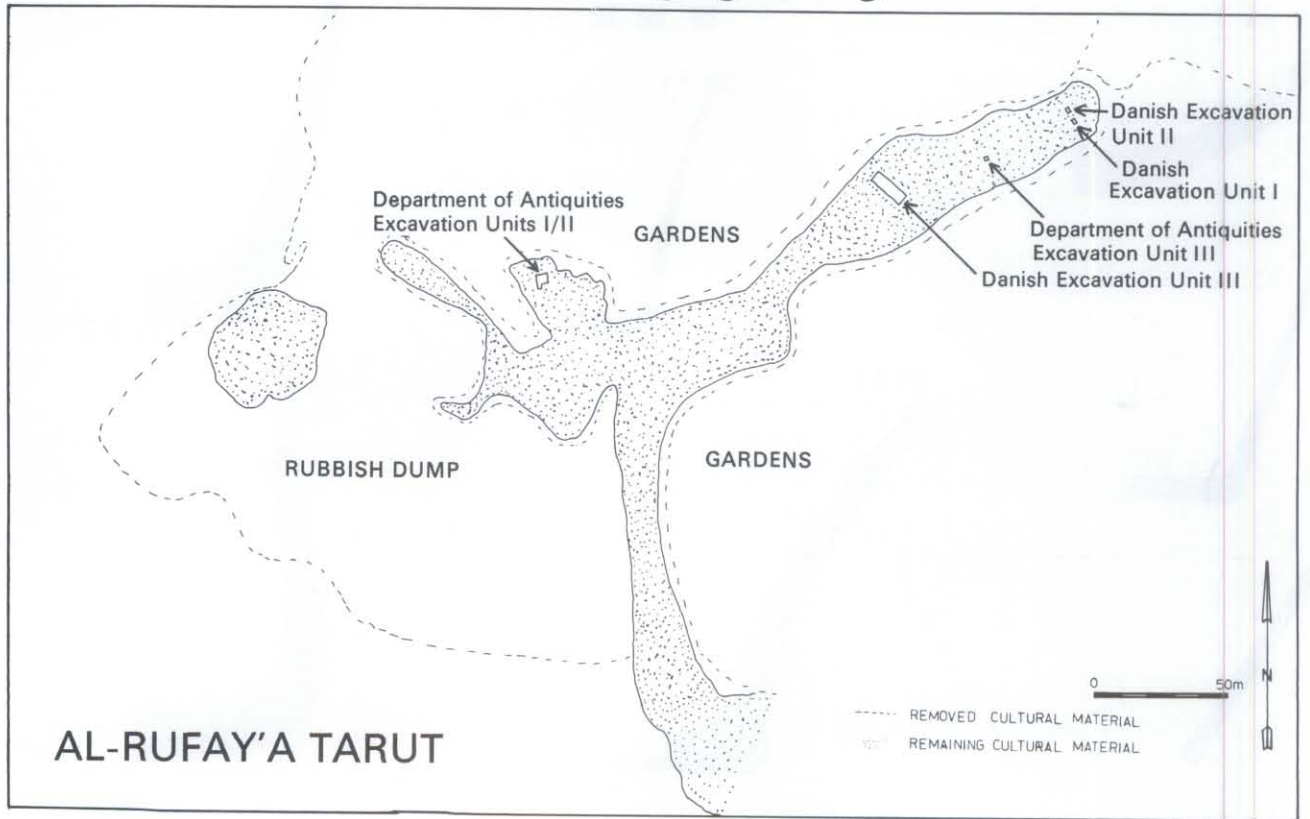 Danish Excavation
Unit II
Danish
Excavation Unit I
Department of Antiquities
Excavation Units I/II
GARDENS
Department of Antiquities
Excavation Unit III
Danish Excavation Unit III
RUBBISH DUMP
GARDENS
0 50m
N
REMOVED CULTURAL MATERIAL
REMAINING CULTURAL MATERIAL
AL-RUFAY'A TARUT